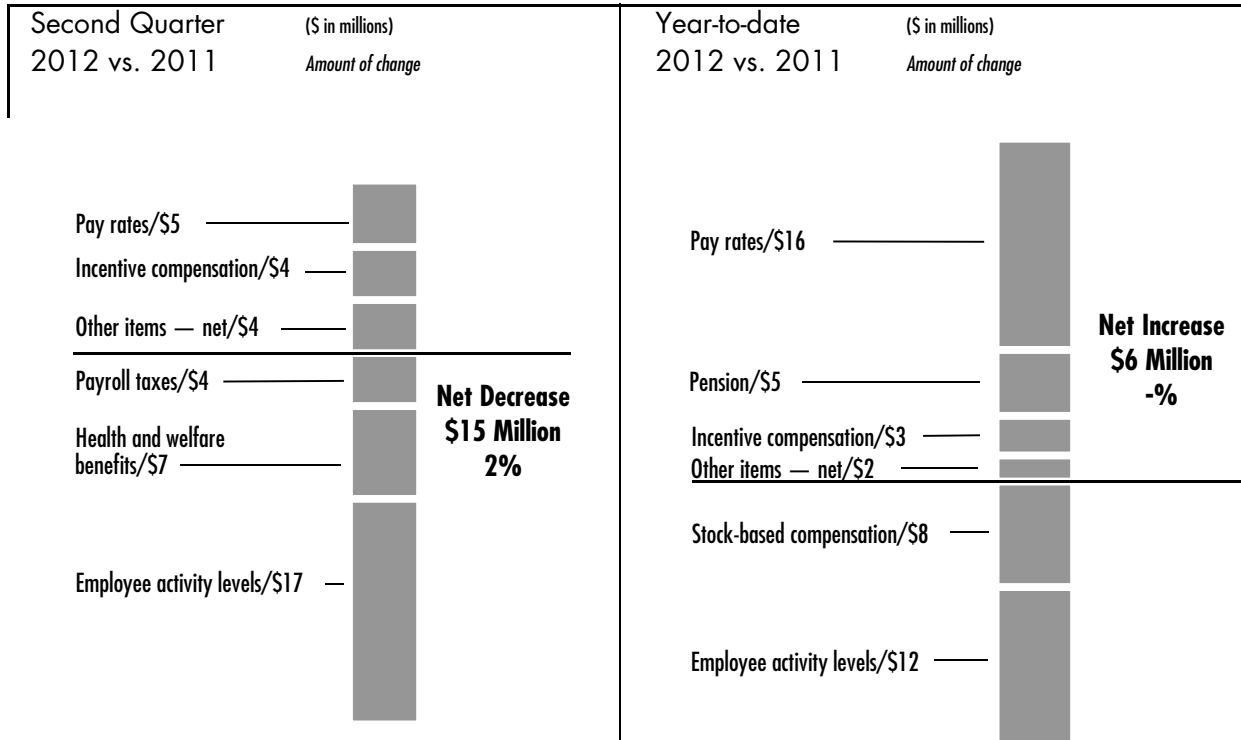 Second Quarter ($ in millions)
2012 vs. 2011 Amount of change
Pay rates/$5
Incentive compensation/$4
Other items — net/$4
Payroll taxes/$4
Health and welfare
benefits/$7
Employee activity levels/$17
Net Decrease
$15 Million
2%
Year-to-date ($ in millions)
2012 vs. 2011 Amount of change
Pay rates/$16
Pension/$5
Incentive compensation/$3
Other items — net/$2
Stock-based compensation/$8
Employee activity levels/$12
Net Increase
$6 Million
-%